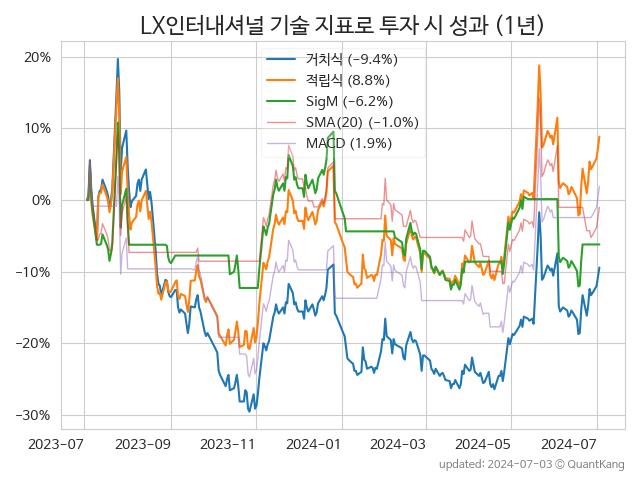 LX인터내셔널 기술 지표로 투자 시 성과 (1년)
거치식 (−9.4%)
적립식 (8.8%)
SigM (−6.2%)
SMA(20) (−1.0%)
MACD (1.9%)
20%
10%
0%
−10%
−20%
−30%
2023-07 2023-09 2023-11 2024-01 2024-03 2024-05 2024-07
updated: 2024-07-03 © QuantKang